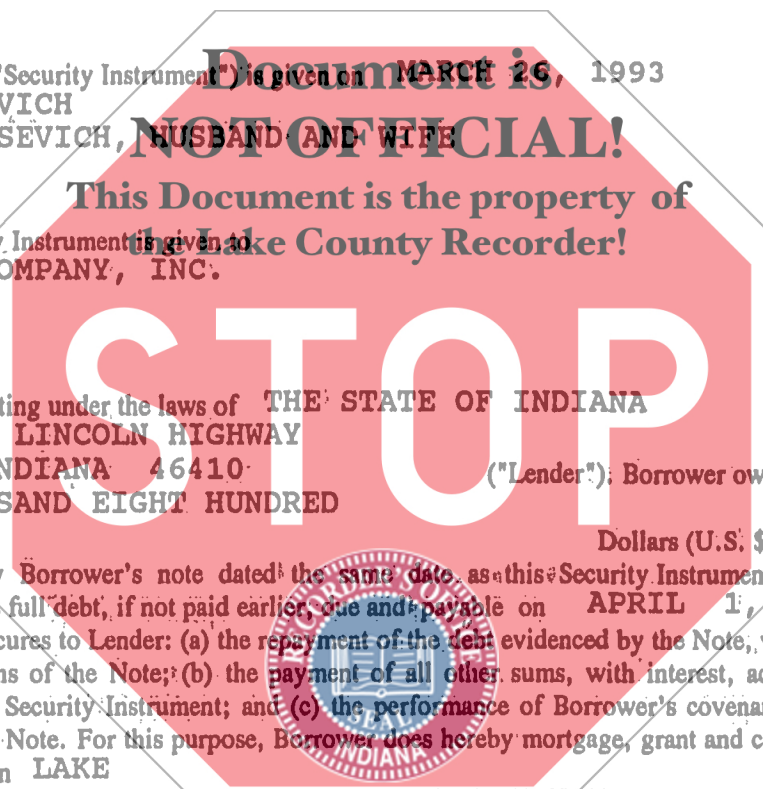 Document is
"Security Instrument") is given on MARCH 26, 1993
VICH
NOT OFFICIAL!
SEVICH, HUSBAND AND WIFE
This Document is the property of
the Lake County Recorder!
Instrument is given to
OMPANY, INC.
STOP
ting under the laws of THE STATE OF INDIANA
LINCOLN HIGHWAY
NDIANA 46410 ("Lender"). Borrower ow
SAND EIGHT HUNDRED
Dollars (U.S. $
Borrower's note dated the same date as this Security Instrumen
full debt, if not paid earlier, due and payable on APRIL 1,
cures to Lender: (a) the repayment of the debt evidenced by the Note,
ns of the Note; (b) the payment of all other sums, with interest, ad
Security Instrument; and (c) the performance of Borrower's covenan
Note. For this purpose, Borrower does hereby mortgage, grant and c
n LAKE
SEAL
INDIANA